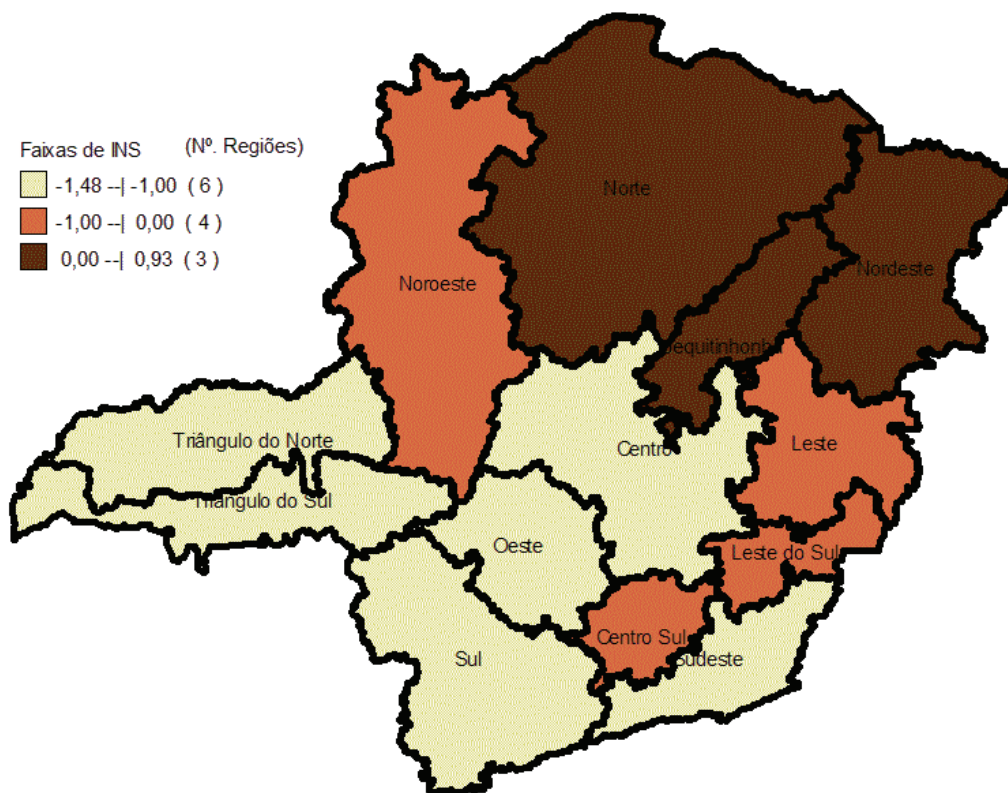 Faixas de INS (Nº. Regiões)
-1,48 --| -1,00 ( 6 )
-1,00 --| 0,00 ( 4 )
0,00 --| 0,93 ( 3 )
Norte
Nordeste
Noroeste
Jequitinhonha
Triângulo do Norte
Centro
Leste
Triângulo do Sul
Oeste
Leste do Sul
Centro Sul
Sul
Sudeste